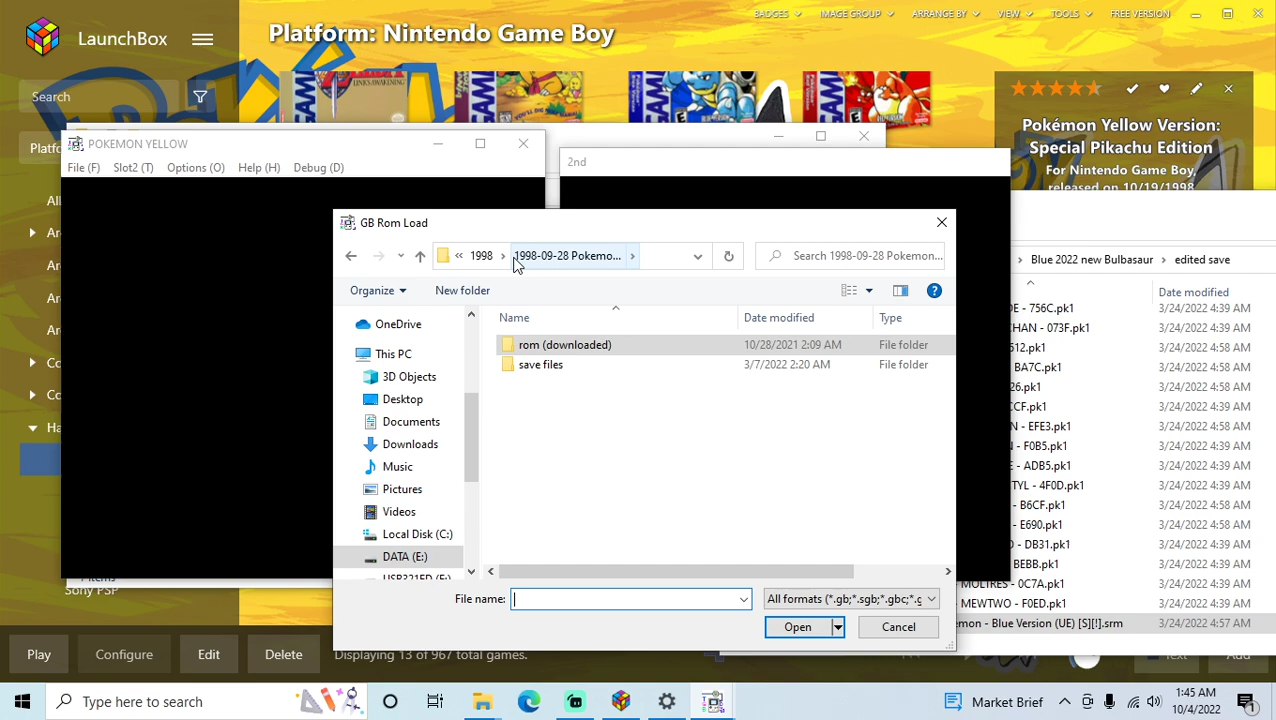 BADGES IMAGE GROUP ARRANGE BY VIEW TOOLS FREE VERSION
LaunchBox
Platform: Nintendo Game Boy
Search
Pokémon Yellow Version:
Special Pikachu Edition
For Nintendo Game Boy,
released on 10/19/1998
POKEMON YELLOW
File (F) Slot2 (T) Options (O) Help (H) Debug (D)
2nd
GB Rom Load
« 1998 › 1998-09-28 Pokemo... ›
Search 1998-09-28 Pokemon...
Organize New folder
Name Date modified Type
rom (downloaded) 10/28/2021 2:09 AM File folder
save files 3/7/2022 2:20 AM File folder
OneDrive
This PC
3D Objects
Desktop
Documents
Downloads
Music
Pictures
Videos
Local Disk (C:)
DATA (E:)
File name:
All formats (*.gb;*.sgb;*.gbc;*.g
Open Cancel
› Blue 2022 new Bulbasaur › edited save
Date modified
E - 756C.pk1 3/24/2022 4:39 AM
CHAN - 073F.pk1 3/24/2022 4:39 AM
612.pk1 3/24/2022 4:39 AM
BA7C.pk1 3/24/2022 4:39 AM
26.pk1 3/24/2022 4:39 AM
CCF.pk1 3/24/2022 4:39 AM
N - EFE3.pk1 3/24/2022 4:39 AM
- F0B5.pk1 3/24/2022 4:39 AM
E - ADB5.pk1 3/24/2022 4:39 AM
TYL - 4F0D.pk1 3/24/2022 4:39 AM
- B6CF.pk1 3/24/2022 4:39 AM
- E690.pk1 3/24/2022 4:39 AM
- DB31.pk1 3/24/2022 4:39 AM
BEBB.pk1 3/24/2022 4:39 AM
MOLTRES - 0C7A.pk1 3/24/2022 4:39 AM
MEWTWO - F0ED.pk1 3/24/2022 4:39 AM
emon - Blue Version (UE) [S][!].srm 3/24/2022 4:57 AM
Sony PSP
Play Configure Edit Delete Displaying 13 of 967 total games.
Type here to search
Market Brief
1:45 AM
10/4/2022
1